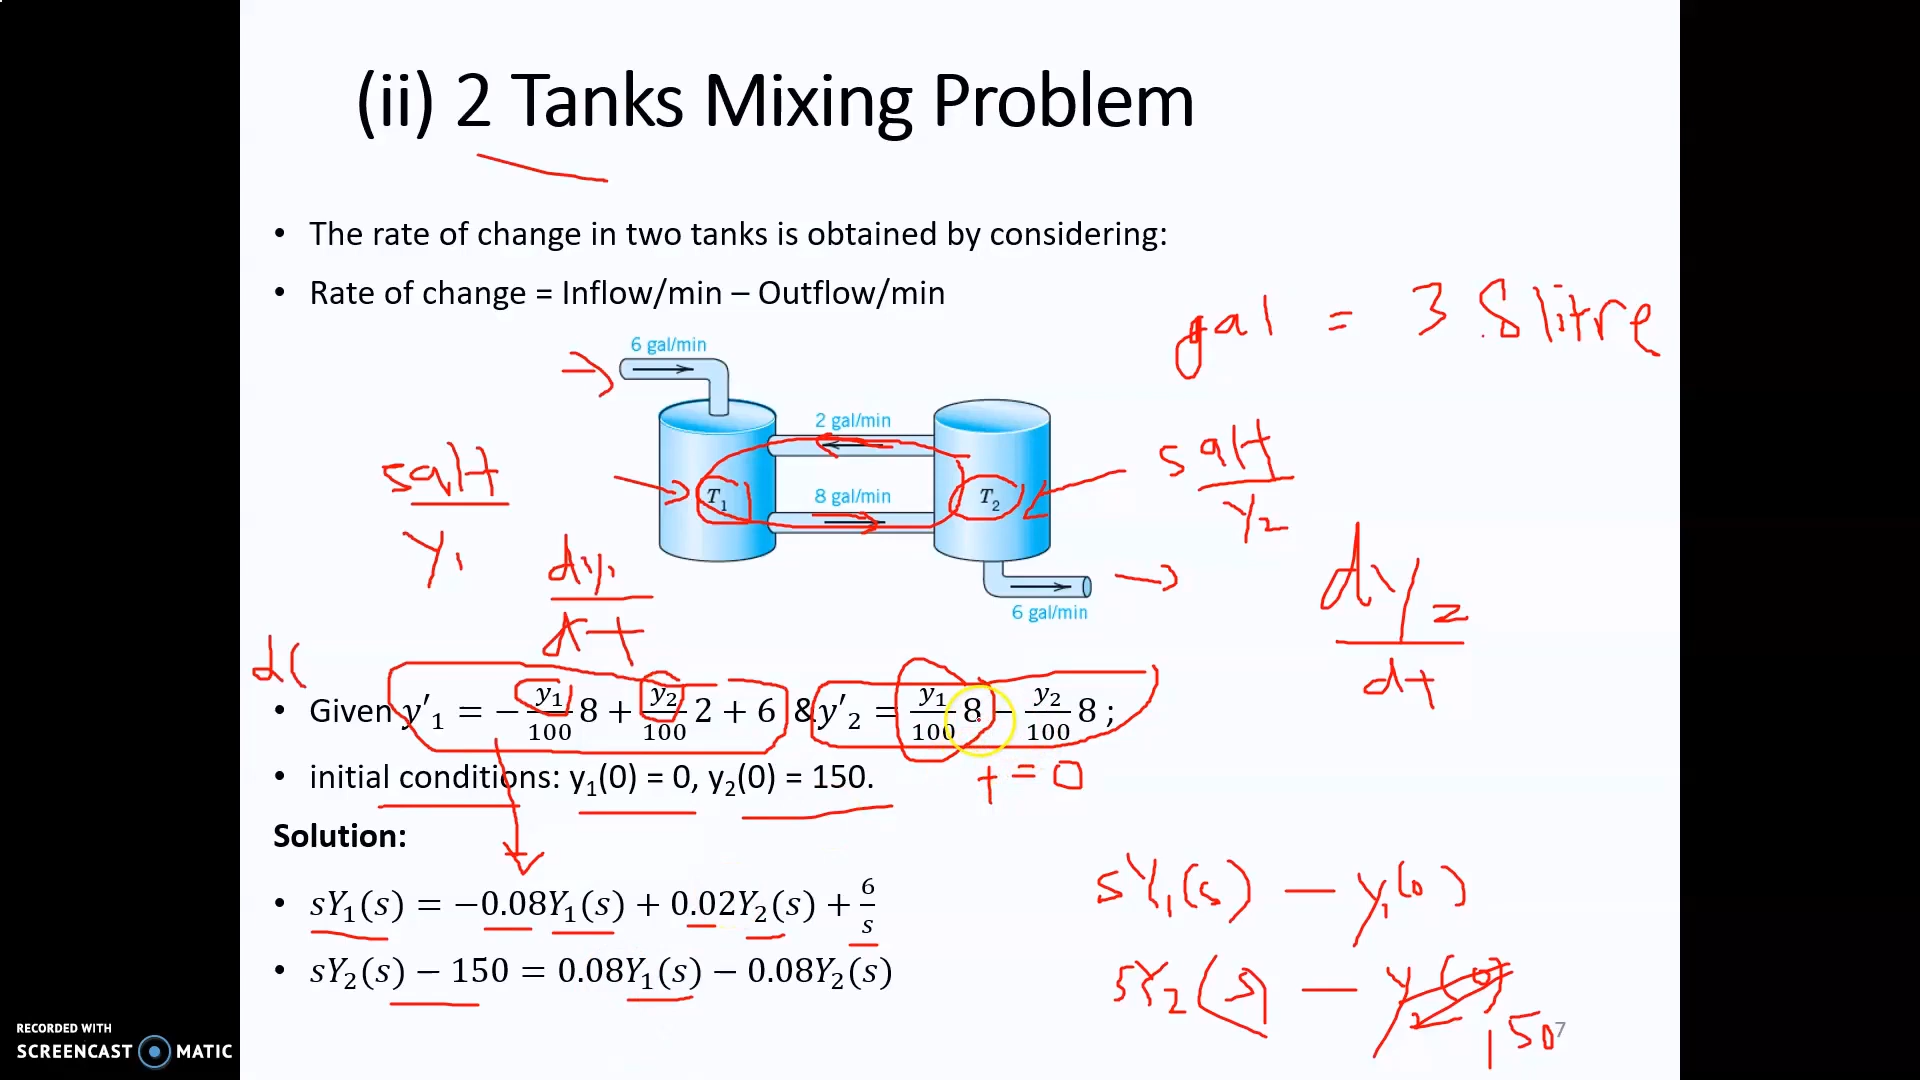 (ii) 2 Tanks Mixing Problem
• The rate of change in two tanks is obtained by considering:
• Rate of change = Inflow/min – Outflow/min
gal = 3.8 litre
6 gal/min
2 gal/min
salt
y₁
salt
y₂
T₁
8 gal/min
T₂
6 gal/min
dy₁
dt
dy₂
dt
d(
• Given y′₁ = −y₁/100 8 + y₂/100 2 + 6 & y′₂ = y₁/100 8 − y₂/100 8 ;
• initial conditions: y₁(0) = 0, y₂(0) = 150.
t = 0
Solution:
• sY₁(s) = −0.08Y₁(s) + 0.02Y₂(s) + 6/s
sY₁(s) — y₁(0)
• sY₂(s) − 150 = 0.08Y₁(s) − 0.08Y₂(s)
sY₂(s) — y₂(0)
150
7
RECORDED WITH
SCREENCAST MATIC